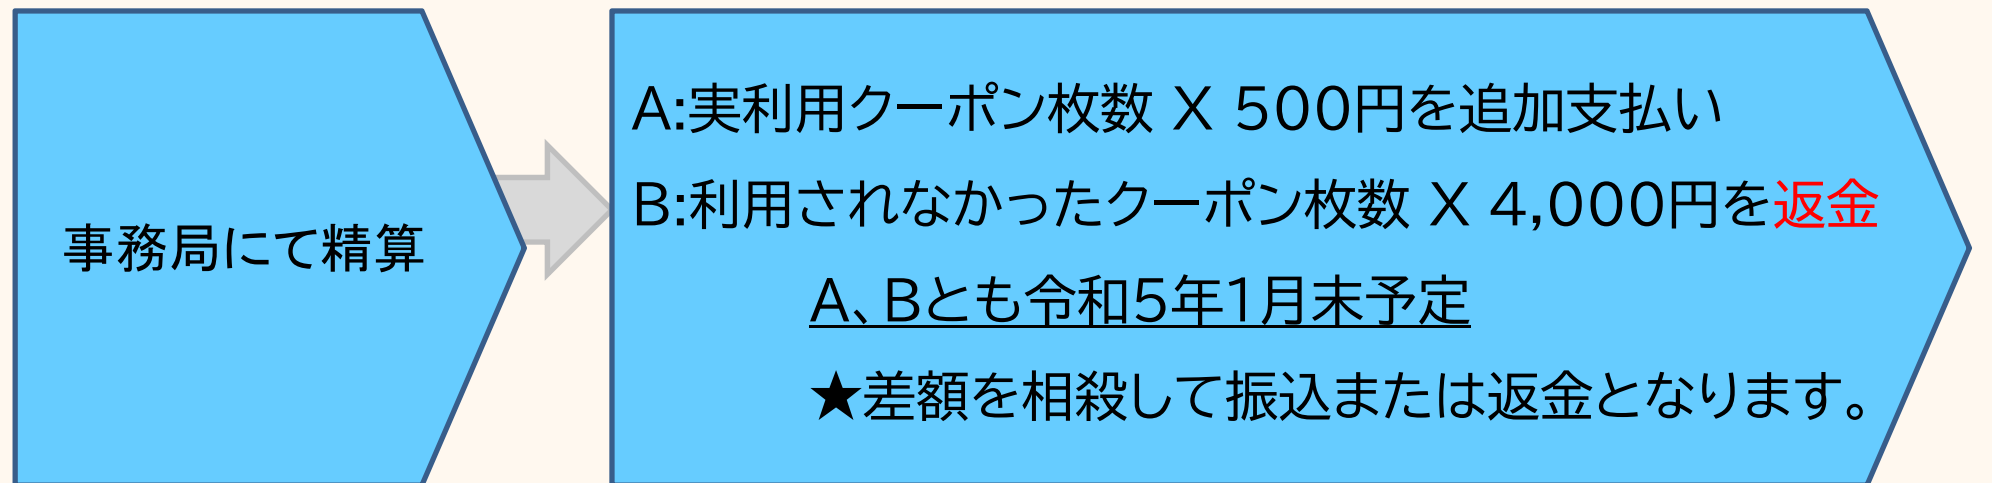 事務局にて精算
A:実利用クーポン枚数 X 500円を追加支払い
B:利用されなかったクーポン枚数 X 4,000円を返金
A、Bとも令和5年1月末予定
★差額を相殺して振込または返金となります。